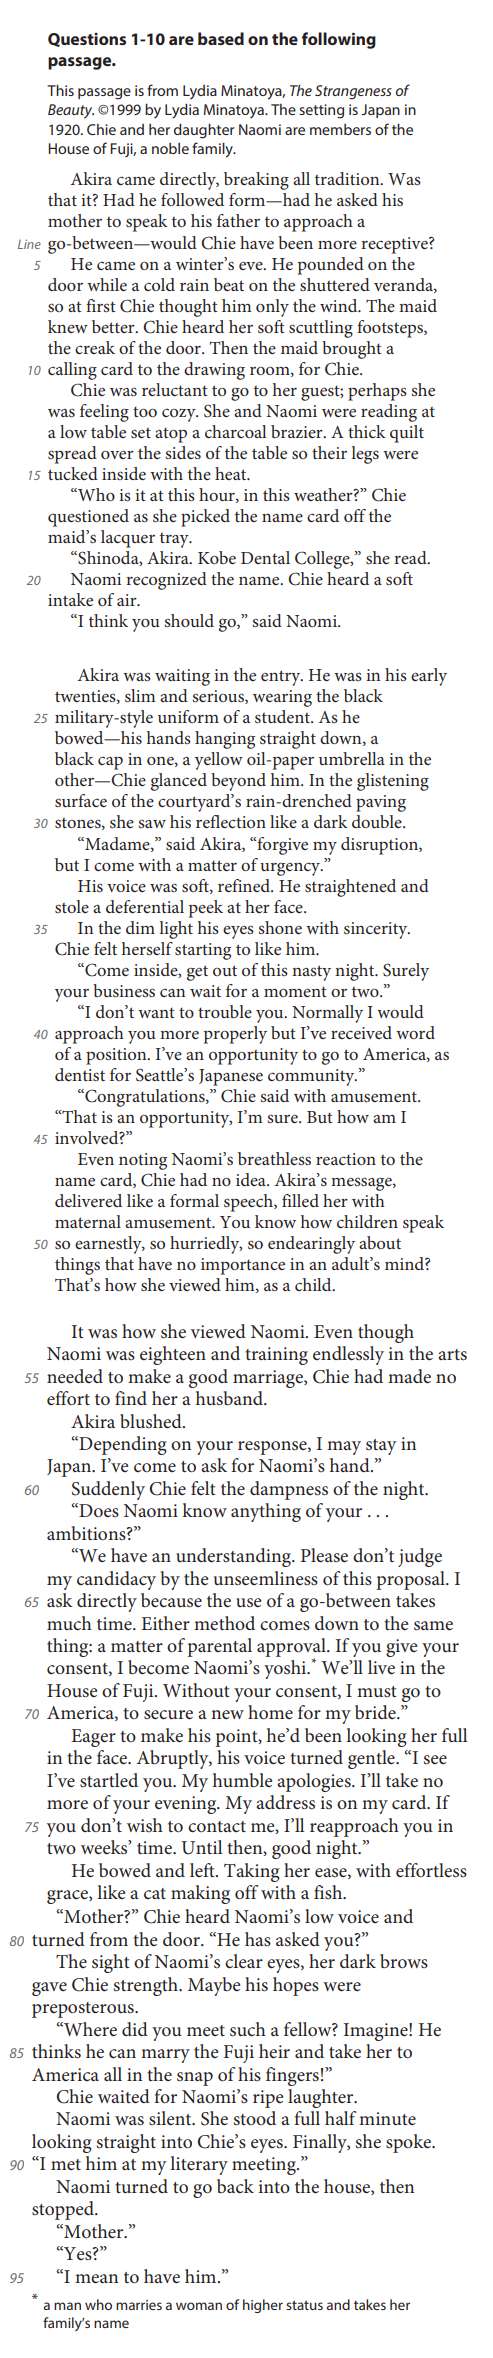 Questions 1-10 are based on the following
passage.
This passage is from Lydia Minatoya, The Strangeness of
Beauty. ©1999 by Lydia Minatoya. The setting is Japan in
1920. Chie and her daughter Naomi are members of the
House of Fuji, a noble family.
Akira came directly, breaking all tradition. Was
that it? Had he followed form—had he asked his
mother to speak to his father to approach a
Line go-between—would Chie have been more receptive?
5 He came on a winter's eve. He pounded on the
door while a cold rain beat on the shuttered veranda,
so at first Chie thought him only the wind. The maid
knew better. Chie heard her soft scuttling footsteps,
the creak of the door. Then the maid brought a
10 calling card to the drawing room, for Chie.
Chie was reluctant to go to her guest; perhaps she
was feeling too cozy. She and Naomi were reading at
a low table set atop a charcoal brazier. A thick quilt
spread over the sides of the table so their legs were
15 tucked inside with the heat.
“Who is it at this hour, in this weather?” Chie
questioned as she picked the name card off the
maid's lacquer tray.
“Shinoda, Akira. Kobe Dental College,” she read.
20 Naomi recognized the name. Chie heard a soft
intake of air.
“I think you should go,” said Naomi.
Akira was waiting in the entry. He was in his early
twenties, slim and serious, wearing the black
25 military-style uniform of a student. As he
bowed—his hands hanging straight down, a
black cap in one, a yellow oil-paper umbrella in the
other—Chie glanced beyond him. In the glistening
surface of the courtyard's rain-drenched paving
30 stones, she saw his reflection like a dark double.
“Madame,” said Akira, “forgive my disruption,
but I come with a matter of urgency.”
His voice was soft, refined. He straightened and
stole a deferential peek at her face.
35 In the dim light his eyes shone with sincerity.
Chie felt herself starting to like him.
“Come inside, get out of this nasty night. Surely
your business can wait for a moment or two.”
“I don't want to trouble you. Normally I would
40 approach you more properly but I've received word
of a position. I've an opportunity to go to America, as
dentist for Seattle's Japanese community.”
“Congratulations,” Chie said with amusement.
“That is an opportunity, I'm sure. But how am I
45 involved?”
Even noting Naomi's breathless reaction to the
name card, Chie had no idea. Akira's message,
delivered like a formal speech, filled her with
maternal amusement. You know how children speak
50 so earnestly, so hurriedly, so endearingly about
things that have no importance in an adult's mind?
That's how she viewed him, as a child.
It was how she viewed Naomi. Even though
Naomi was eighteen and training endlessly in the arts
55 needed to make a good marriage, Chie had made no
effort to find her a husband.
Akira blushed.
“Depending on your response, I may stay in
Japan. I've come to ask for Naomi's hand.”
60 Suddenly Chie felt the dampness of the night.
“Does Naomi know anything of your . . .
ambitions?”
“We have an understanding. Please don't judge
my candidacy by the unseemliness of this proposal. I
65 ask directly because the use of a go-between takes
much time. Either method comes down to the same
thing: a matter of parental approval. If you give your
consent, I become Naomi's yoshi.* We'll live in the
House of Fuji. Without your consent, I must go to
70 America, to secure a new home for my bride.”
Eager to make his point, he'd been looking her full
in the face. Abruptly, his voice turned gentle. “I see
I've startled you. My humble apologies. I'll take no
more of your evening. My address is on my card. If
75 you don't wish to contact me, I'll reapproach you in
two weeks' time. Until then, good night.”
He bowed and left. Taking her ease, with effortless
grace, like a cat making off with a fish.
“Mother?” Chie heard Naomi's low voice and
80 turned from the door. “He has asked you?”
The sight of Naomi's clear eyes, her dark brows
gave Chie strength. Maybe his hopes were
preposterous.
“Where did you meet such a fellow? Imagine! He
85 thinks he can marry the Fuji heir and take her to
America all in the snap of his fingers!”
Chie waited for Naomi's ripe laughter.
Naomi was silent. She stood a full half minute
looking straight into Chie's eyes. Finally, she spoke.
90 “I met him at my literary meeting.”
Naomi turned to go back into the house, then
stopped.
“Mother.”
“Yes?”
95 “I mean to have him.”
* a man who marries a woman of higher status and takes her
family's name